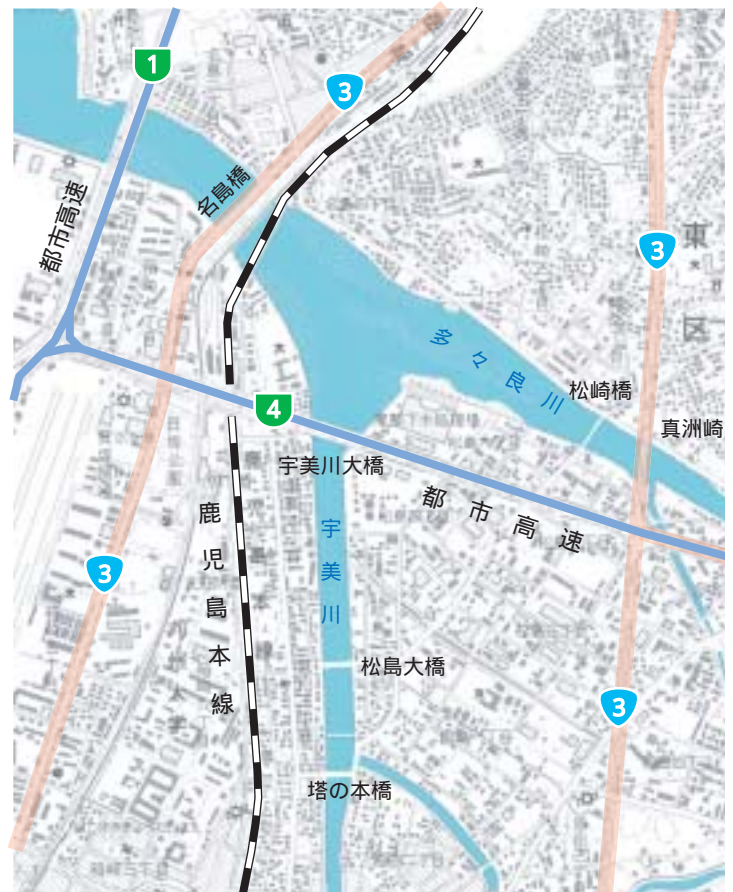 1
3
名島橋
都市高速
3
東区
多々良川
松崎橋
真洲崎
4
宇美川大橋
都市高速
鹿児島本線
宇美川
3
松島大橋
3
塔の本橋